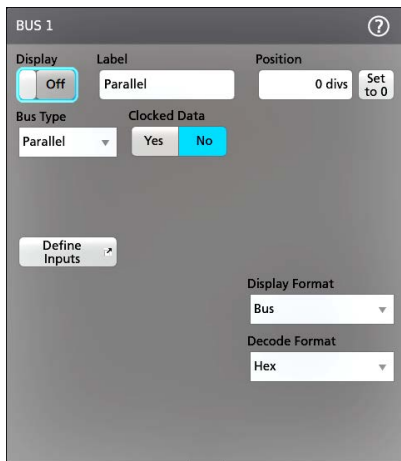 BUS 1
?
Display
Label
Position
Off
Parallel
0 divs
Set
to 0
Bus Type
Clocked Data
Parallel
Yes
No
Define
Inputs
Display Format
Bus
Decode Format
Hex